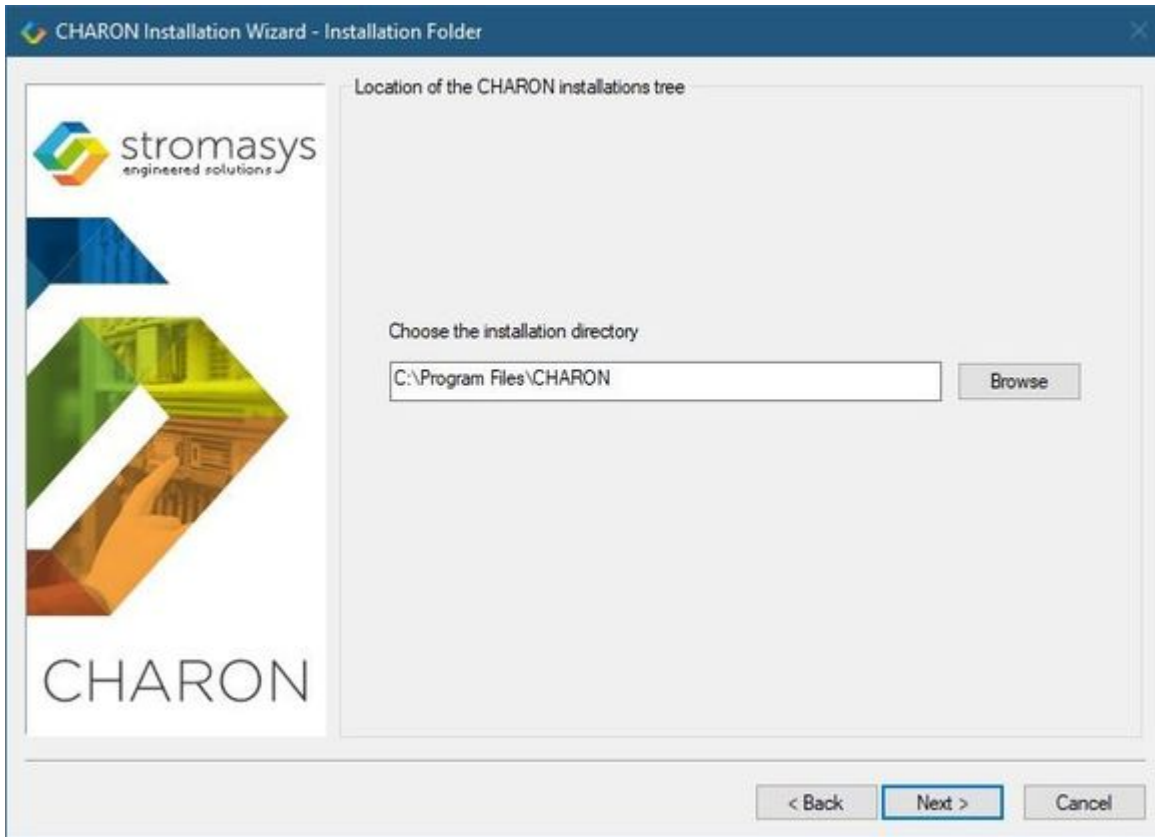 CHARON Installation Wizard - Installation Folder
Location of the CHARON installations tree
stromasys
engineered solutions
Choose the installation directory
C:\Program Files\CHARON
Browse
CHARON
< Back
Next >
Cancel